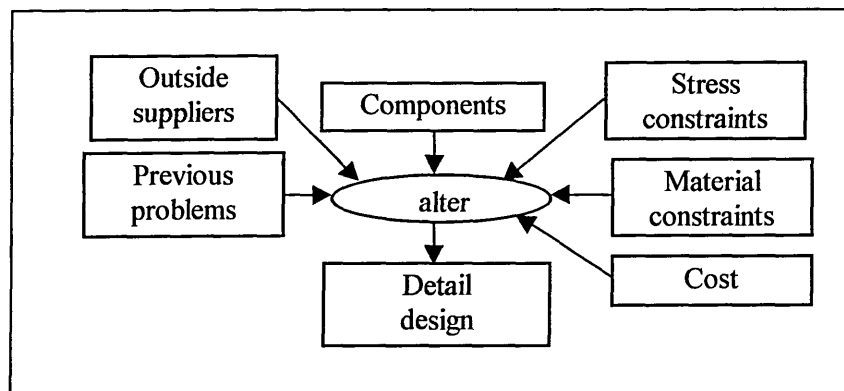 Outside
suppliers
Components
Stress
constraints
Previous
problems
alter
Material
constraints
Detail
design
Cost